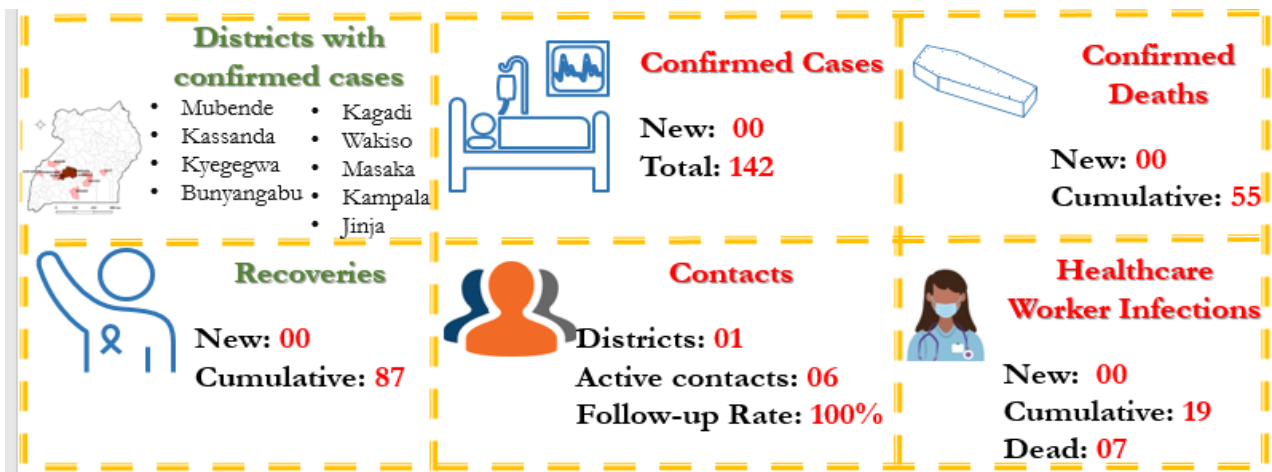 Districts with
confirmed cases
• Mubende
• Kassanda
• Kyegegwa
• Bunyangabu
• Kagadi
• Wakiso
• Masaka
• Kampala
• Jinja
Confirmed Cases
New: 00
Total: 142
Confirmed
Deaths
New: 00
Cumulative: 55
Recoveries
New: 00
Cumulative: 87
Contacts
Districts: 01
Active contacts: 06
Follow-up Rate: 100%
Healthcare
Worker Infections
New: 00
Cumulative: 19
Dead: 07